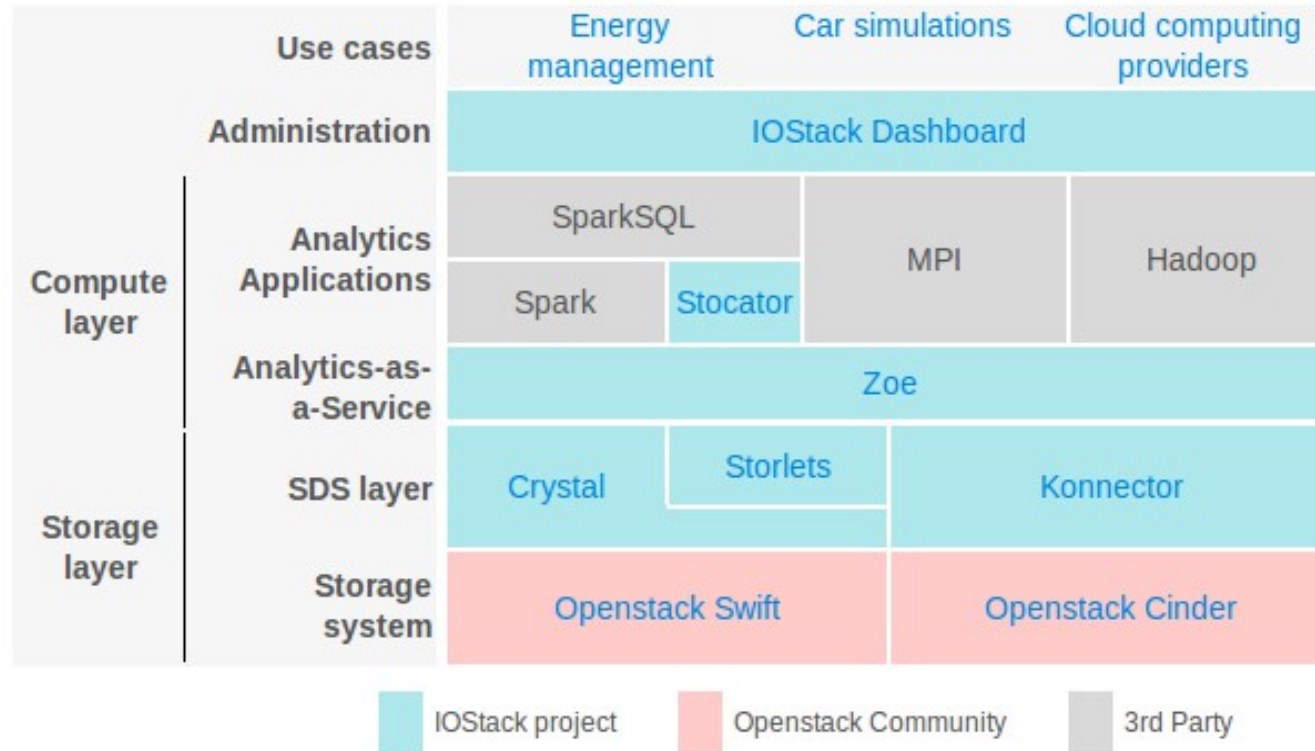 Use cases
Energy
management
Car simulations
Cloud computing
providers
Administration
IOStack Dashboard
Compute
layer
Analytics
Applications
SparkSQL
Spark
Stocator
MPI
Hadoop
Analytics-as-
a-Service
Zoe
Storage
layer
SDS layer
Crystal
Storlets
Konnector
Storage
system
Openstack Swift
Openstack Cinder
IOStack project
Openstack Community
3rd Party